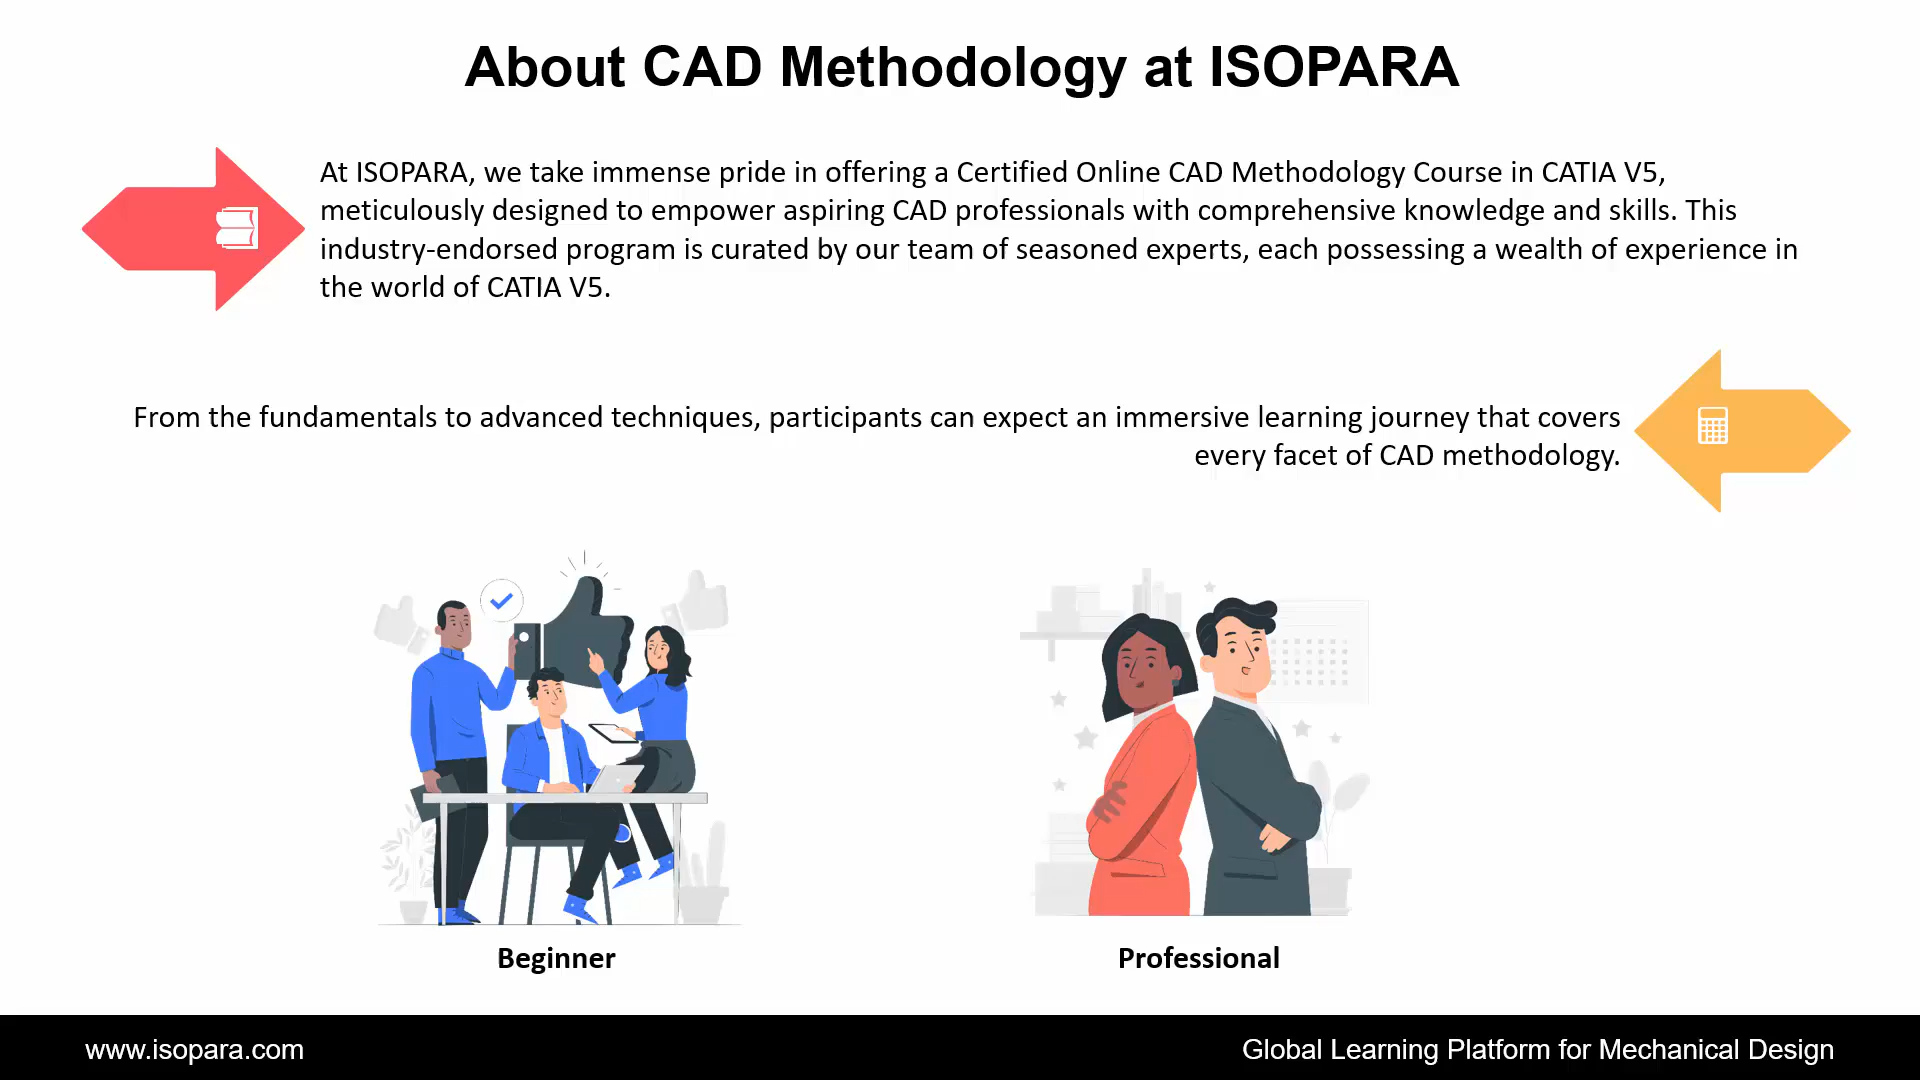 About CAD Methodology at ISOPARA
At ISOPARA, we take immense pride in offering a Certified Online CAD Methodology Course in CATIA V5,
meticulously designed to empower aspiring CAD professionals with comprehensive knowledge and skills. This
industry-endorsed program is curated by our team of seasoned experts, each possessing a wealth of experience in
the world of CATIA V5.
From the fundamentals to advanced techniques, participants can expect an immersive learning journey that covers
every facet of CAD methodology.
Beginner
Professional
www.isopara.com
Global Learning Platform for Mechanical Design